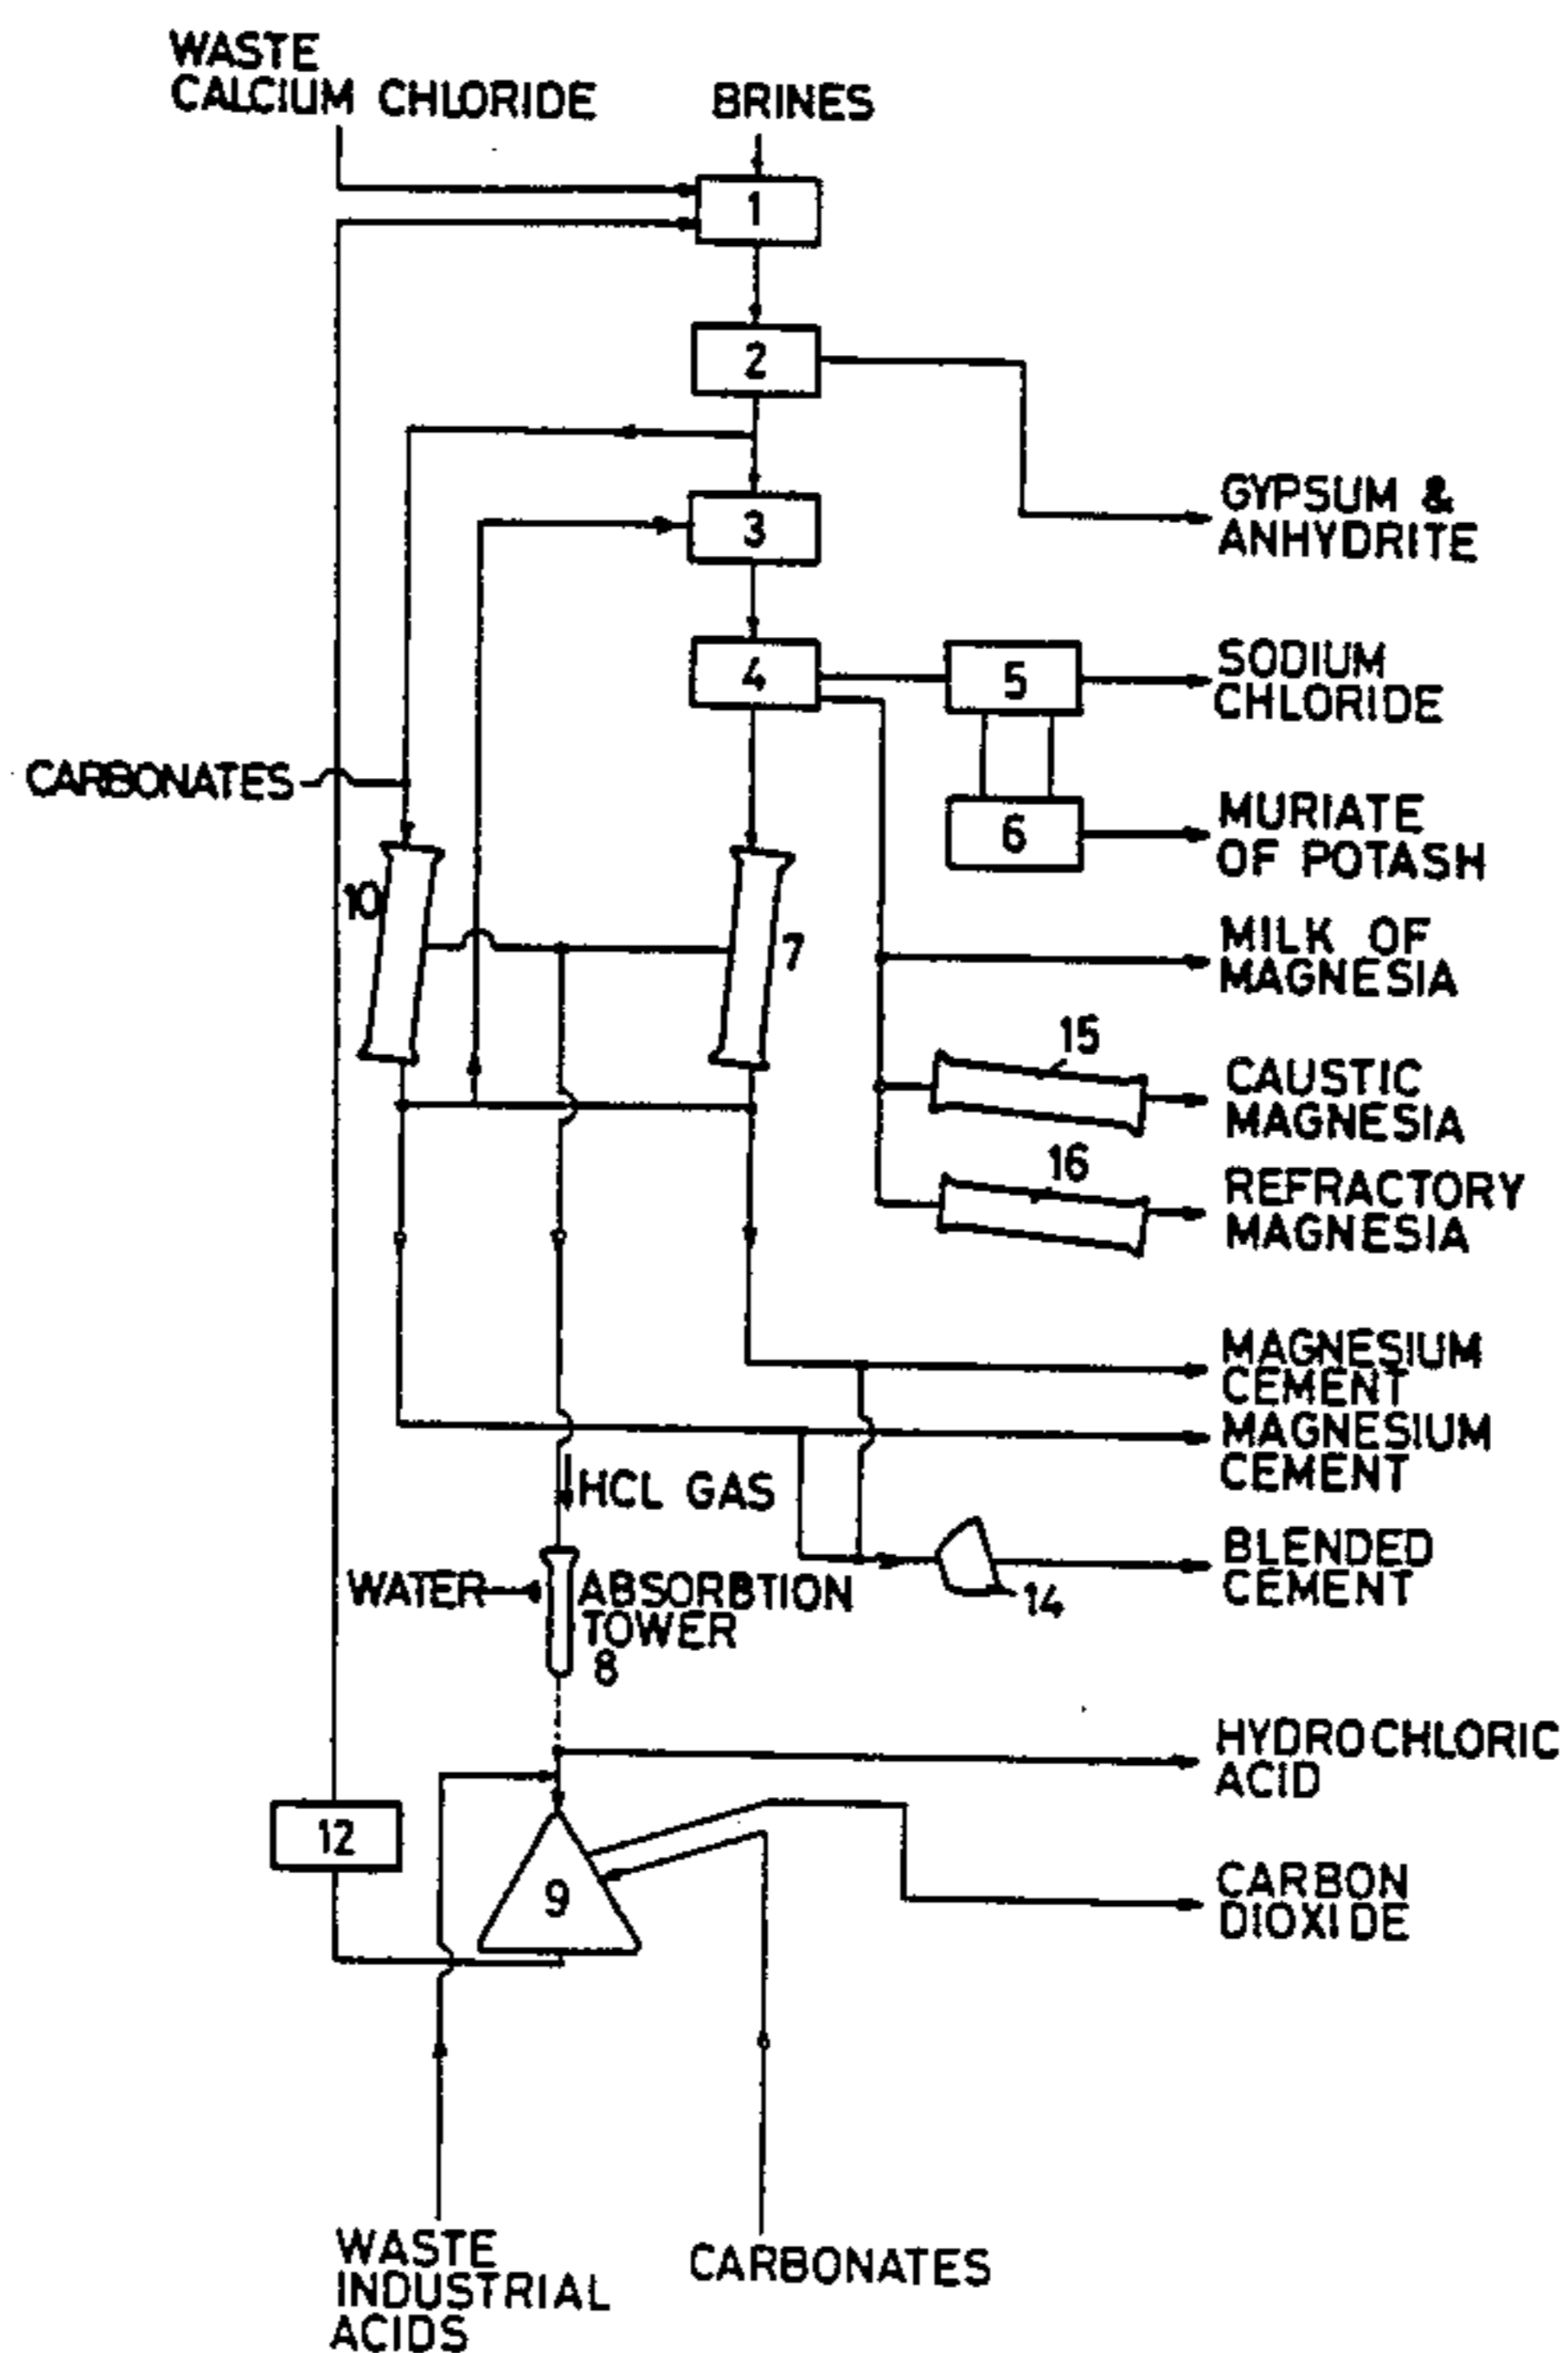 WASTE
CALCIUM CHLORIDE
BRINES
1
2
GYPSUM &
ANHYDRITE
3
4
5
SODIUM
CHLORIDE
CARBONATES
6
MURIATE
OF POTASH
10
7
MILK OF
MAGNESIA
15
CAUSTIC
MAGNESIA
16
REFRACTORY
MAGNESIA
MAGNESIUM
CEMENT
MAGNESIUM
CEMENT
HCL GAS
BLENDED
CEMENT
14
WATER
ABSORBTION
TOWER
8
HYDROCHLORIC
ACID
12
9
CARBON
DIOXIDE
WASTE
INDUSTRIAL
ACIDS
CARBONATES